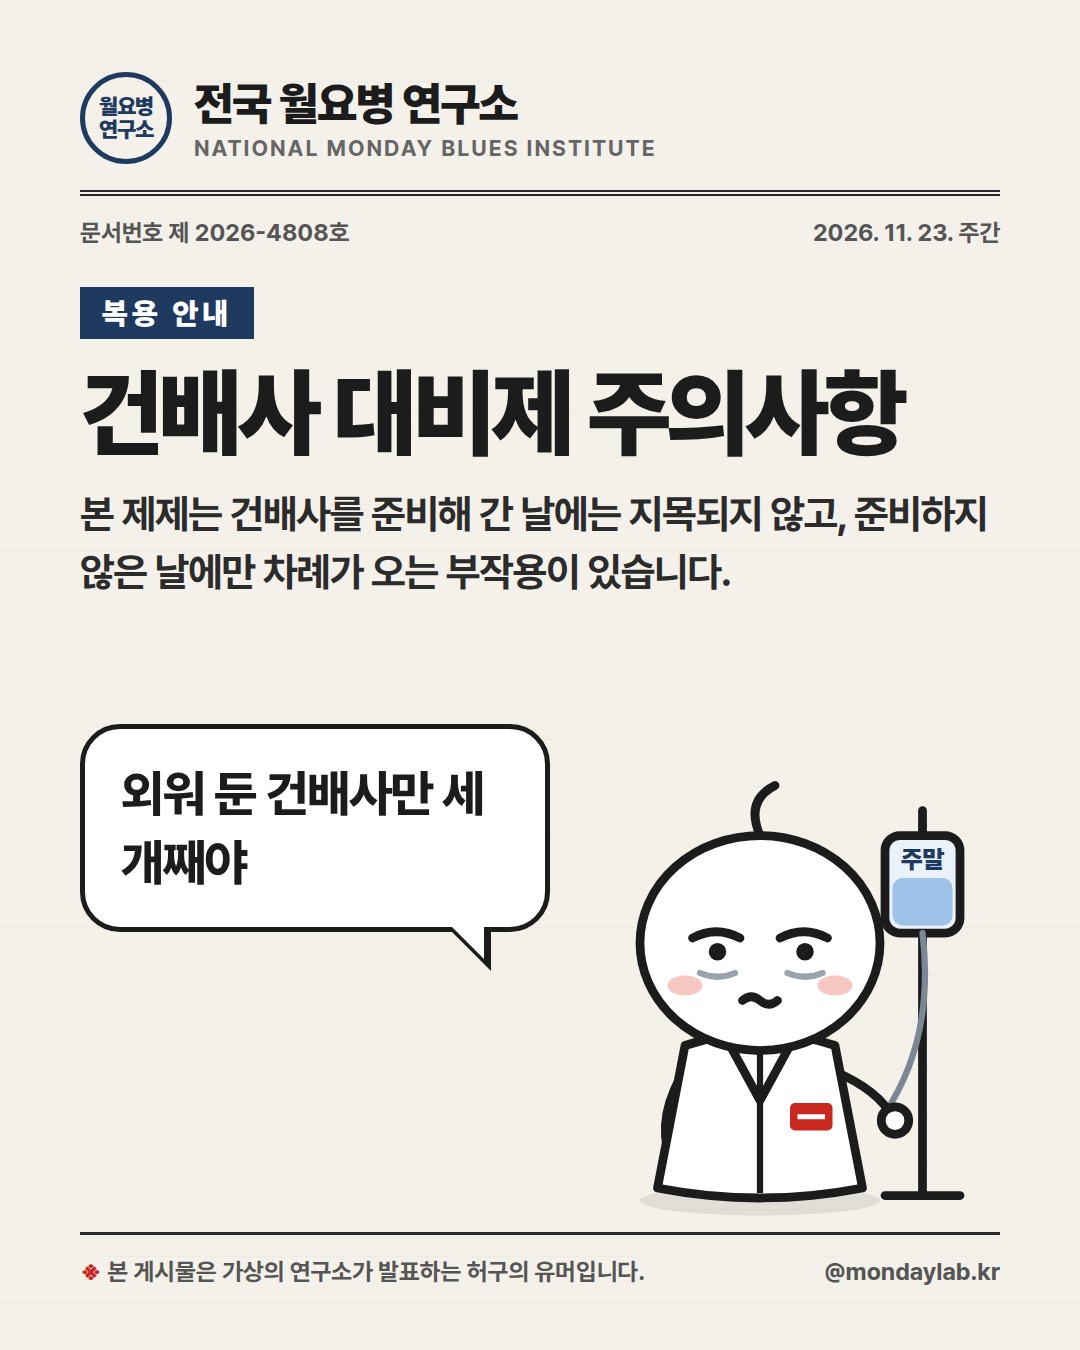 월요병
연구소
전국 월요병 연구소
NATIONAL MONDAY BLUES INSTITUTE
문서번호 제 2026-4808호
2026. 11. 23. 주간
복용 안내
건배사 대비제 주의사항
본 제제는 건배사를 준비해 간 날에는 지목되지 않고, 준비하지
않은 날에만 차례가 오는 부작용이 있습니다.
외워 둔 건배사만 세
개째야
주말
※ 본 게시물은 가상의 연구소가 발표하는 허구의 유머입니다.
@mondaylab.kr